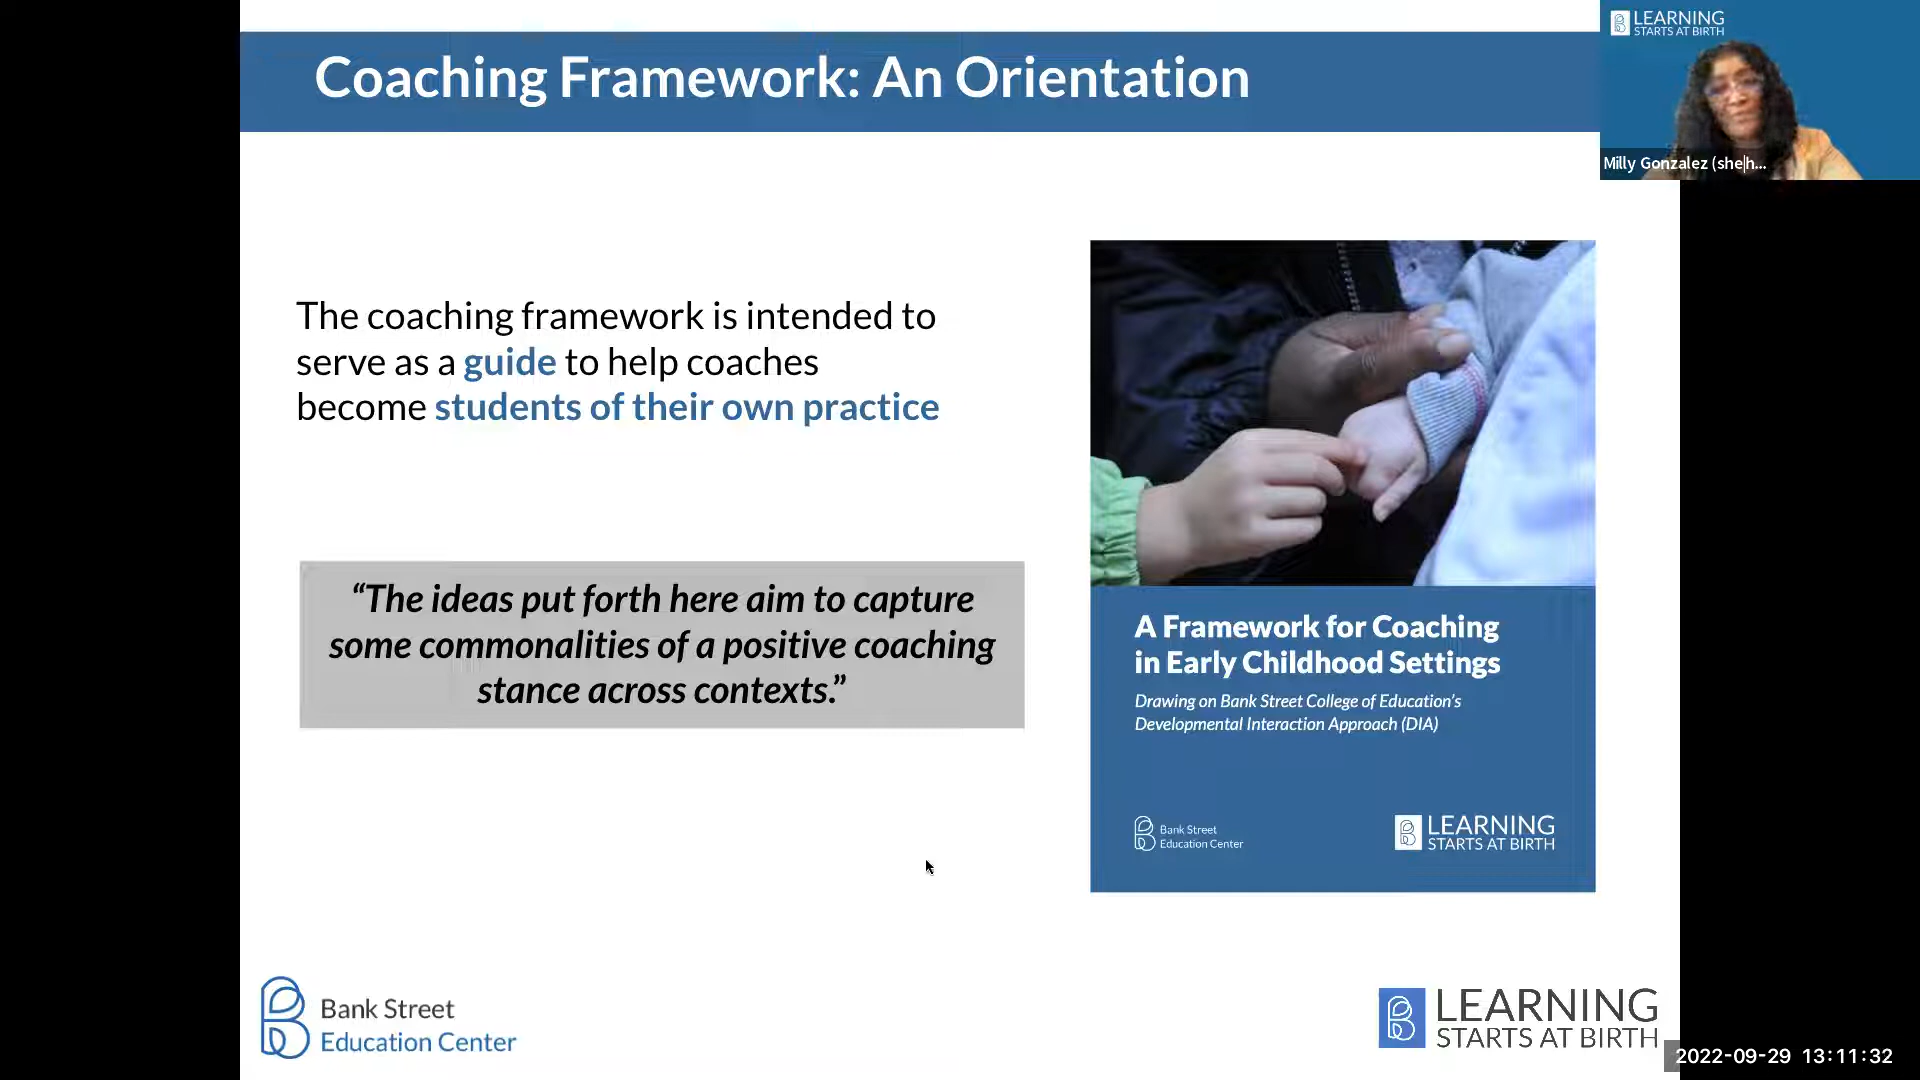 Coaching Framework: An Orientation
LEARNING
STARTS AT BIRTH
Milly Gonzalez (she|h...
The coaching framework is intended to
serve as a guide to help coaches
become students of their own practice
“The ideas put forth here aim to capture
some commonalities of a positive coaching
stance across contexts.”
A Framework for Coaching
in Early Childhood Settings
Drawing on Bank Street College of Education’s
Developmental Interaction Approach (DIA)
Bank Street
Education Center
LEARNING
STARTS AT BIRTH
Bank Street
Education Center
LEARNING
STARTS AT BIRTH
2022-09-29 13:11:32